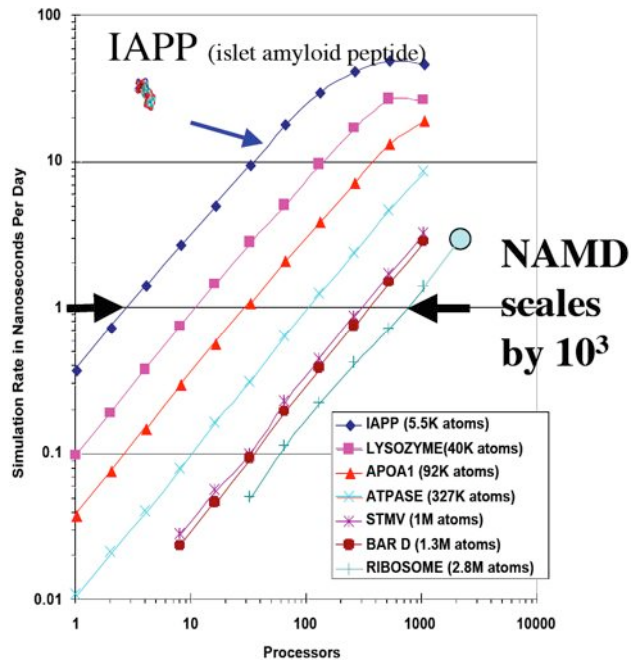 100
IAPP (islet amyloid peptide)
10
NAMD
scales
by 10³
1
Simulation Rate in Nanoseconds Per Day
IAPP (5.5K atoms)
LYSOZYME(40K atoms)
APOA1 (92K atoms)
0.1
ATPASE (327K atoms)
STMV (1M atoms)
BAR D (1.3M atoms)
RIBOSOME (2.8M atoms)
0.01
1 10 100 1000 10000
Processors